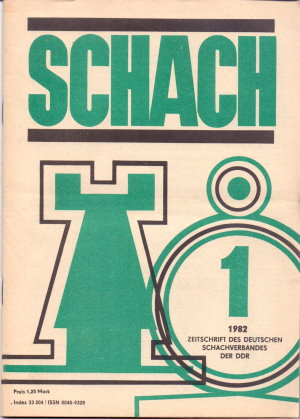 SCHACH
1
1982
ZEITSCHRIFT DES DEUTSCHEN
SCHACHVERBANDES
DER DDR
Preis 1,20 Mark
. Index 33 204 / ISSN 0048-9328